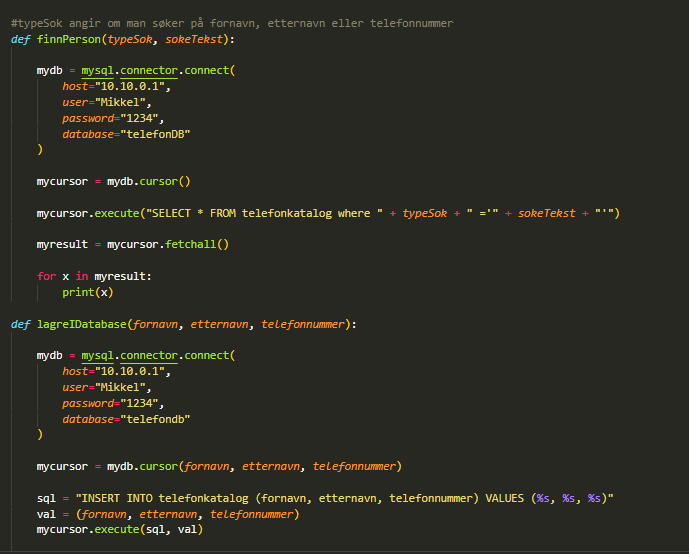 #typeSok angir om man søker på fornavn, etternavn eller telefonnummer
def finnPerson(typeSok, sokeTekst):
mydb = mysql.connector.connect(
host="10.10.0.1",
user="Mikkel",
password="1234",
database="telefonDB"
)
mycursor = mydb.cursor()
mycursor.execute("SELECT * FROM telefonkatalog where " + typeSok + " ='" + sokeTekst + "'")
myresult = mycursor.fetchall()
for x in myresult:
print(x)
def lagreIDatabase(fornavn, etternavn, telefonnummer):
mydb = mysql.connector.connect(
host="10.10.0.1",
user="Mikkel",
password="1234",
database="telefondb"
)
mycursor = mydb.cursor(fornavn, etternavn, telefonnummer)
sql = "INSERT INTO telefonkatalog (fornavn, etternavn, telefonnummer) VALUES (%s, %s, %s)"
val = (fornavn, etternavn, telefonnummer)
mycursor.execute(sql, val)